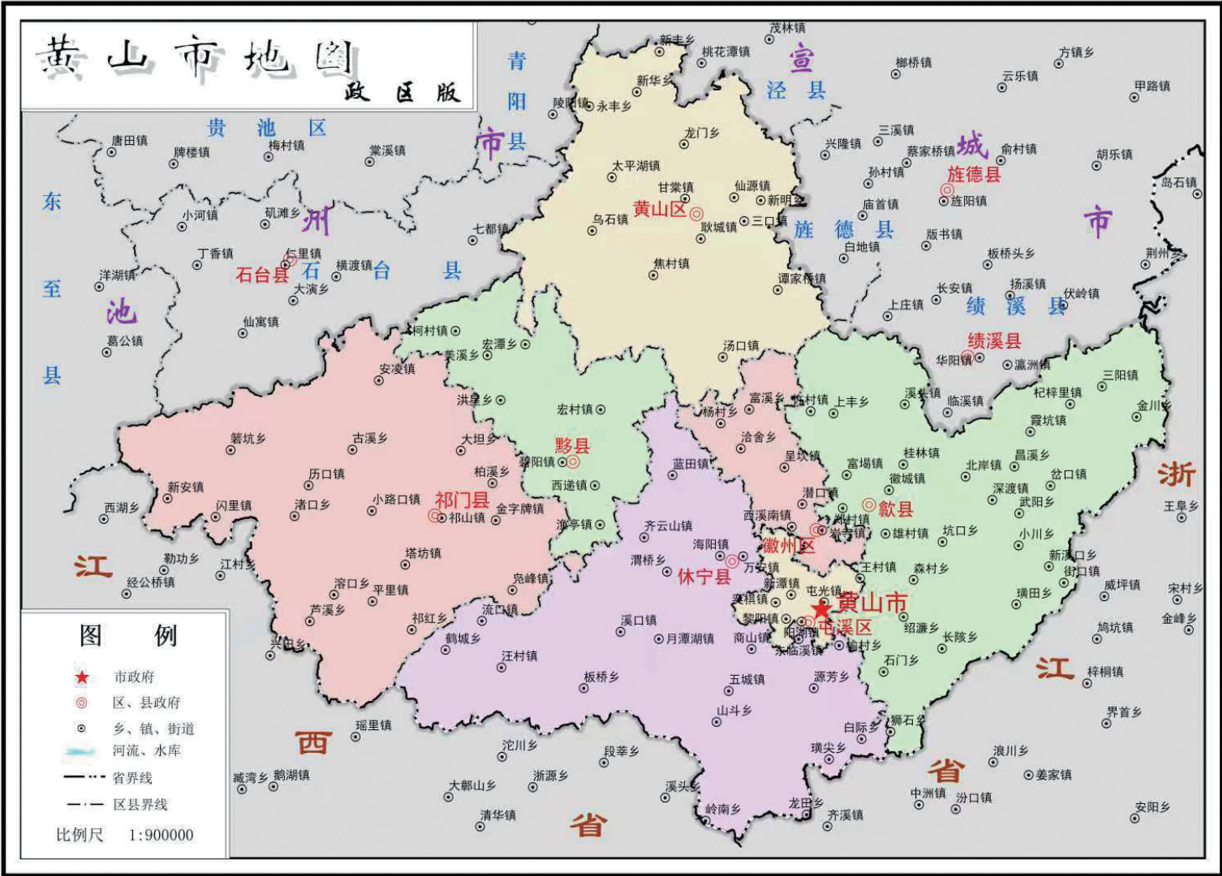 黄山市地图
政区版
新丰乡
桃花潭镇
茂林镇
宣
泾县
榔桥镇
方镇乡
云乐镇
甲路镇
青阳县
陵阳镇
永丰乡
新华乡
龙门乡
太平湖镇
甘棠镇
仙源镇
新明乡
黄山区
三口镇
乌石镇
耿城镇
焦村镇
谭家桥镇
汤口镇
贵池区
唐田镇
牌楼镇
梅村镇
棠溪镇
市
东至县
小河镇
矶滩乡
州
七都镇
丁香镇
仁里镇
石台县
石台县
横渡镇
洋湖镇
大演乡
池
仙寓镇
葛公镇
兴隆镇
三溪镇
蔡家桥镇
城
俞村镇
胡乐镇
孙村镇
旌德县
旌阳镇
岛石镇
庙首镇
市
旌德县
版书镇
白地镇
板桥头乡
荆州乡
长安镇
扬溪镇
伏岭镇
上庄镇
绩溪县
绩溪县
华阳镇
瀛洲镇
临溪镇
柯村镇
宏潭乡
美溪乡
洪星乡
宏村镇
黟县
碧阳镇
西递镇
渔亭镇
安凌镇
箬坑乡
古溪乡
大坦乡
历口镇
柏溪乡
新安镇
闪里镇
渚口乡
小路口镇
祁门县
祁山镇
金字牌镇
塔坊镇
溶口乡
平里镇
凫峰镇
芦溪乡
祁红乡
西湖乡
江
勒功乡
江村乡
经公桥镇
兴田乡
杨村乡
富溪乡
洽舍乡
呈坎镇
潜口镇
西溪南镇
岩寺镇
徽州区
许村镇
上丰乡
溪头镇
杞梓里镇
三阳镇
霞坑镇
金川乡
桂林镇
富堨镇
徽城镇
北岸镇
昌溪乡
岔口镇
深渡镇
武阳乡
歙县
郑村镇
雄村镇
坑口乡
小川乡
新溪口乡
街口镇
王村镇
森村乡
璜田乡
绍濂乡
长陔乡
石门乡
狮石乡
蓝田镇
齐云山镇
海阳镇
渭桥乡
休宁县
万安镇
流口镇
鹤城乡
溪口镇
月潭湖镇
商山镇
东临溪镇
汪村镇
板桥乡
五城镇
源芳乡
山斗乡
白际乡
璜尖乡
岭南乡
龙田乡
榆村乡
新潭镇
屯光镇
奕棋镇
黎阳镇
阳湖镇
黄山市
屯溪区
浙
王阜乡
威坪镇
宋村乡
鸠坑乡
金峰乡
江
梓桐镇
界首乡
浪川乡
省
姜家镇
中洲镇
汾口镇
安阳乡
瑶里镇
西
臧湾乡
鹅湖镇
沱川乡
段莘乡
大鄣山乡
浙源乡
溪头乡
清华镇
省
齐溪镇
图例
市政府
区、县政府
乡、镇、街道
河流、水库
省界线
区县界线
比例尺 1:900000